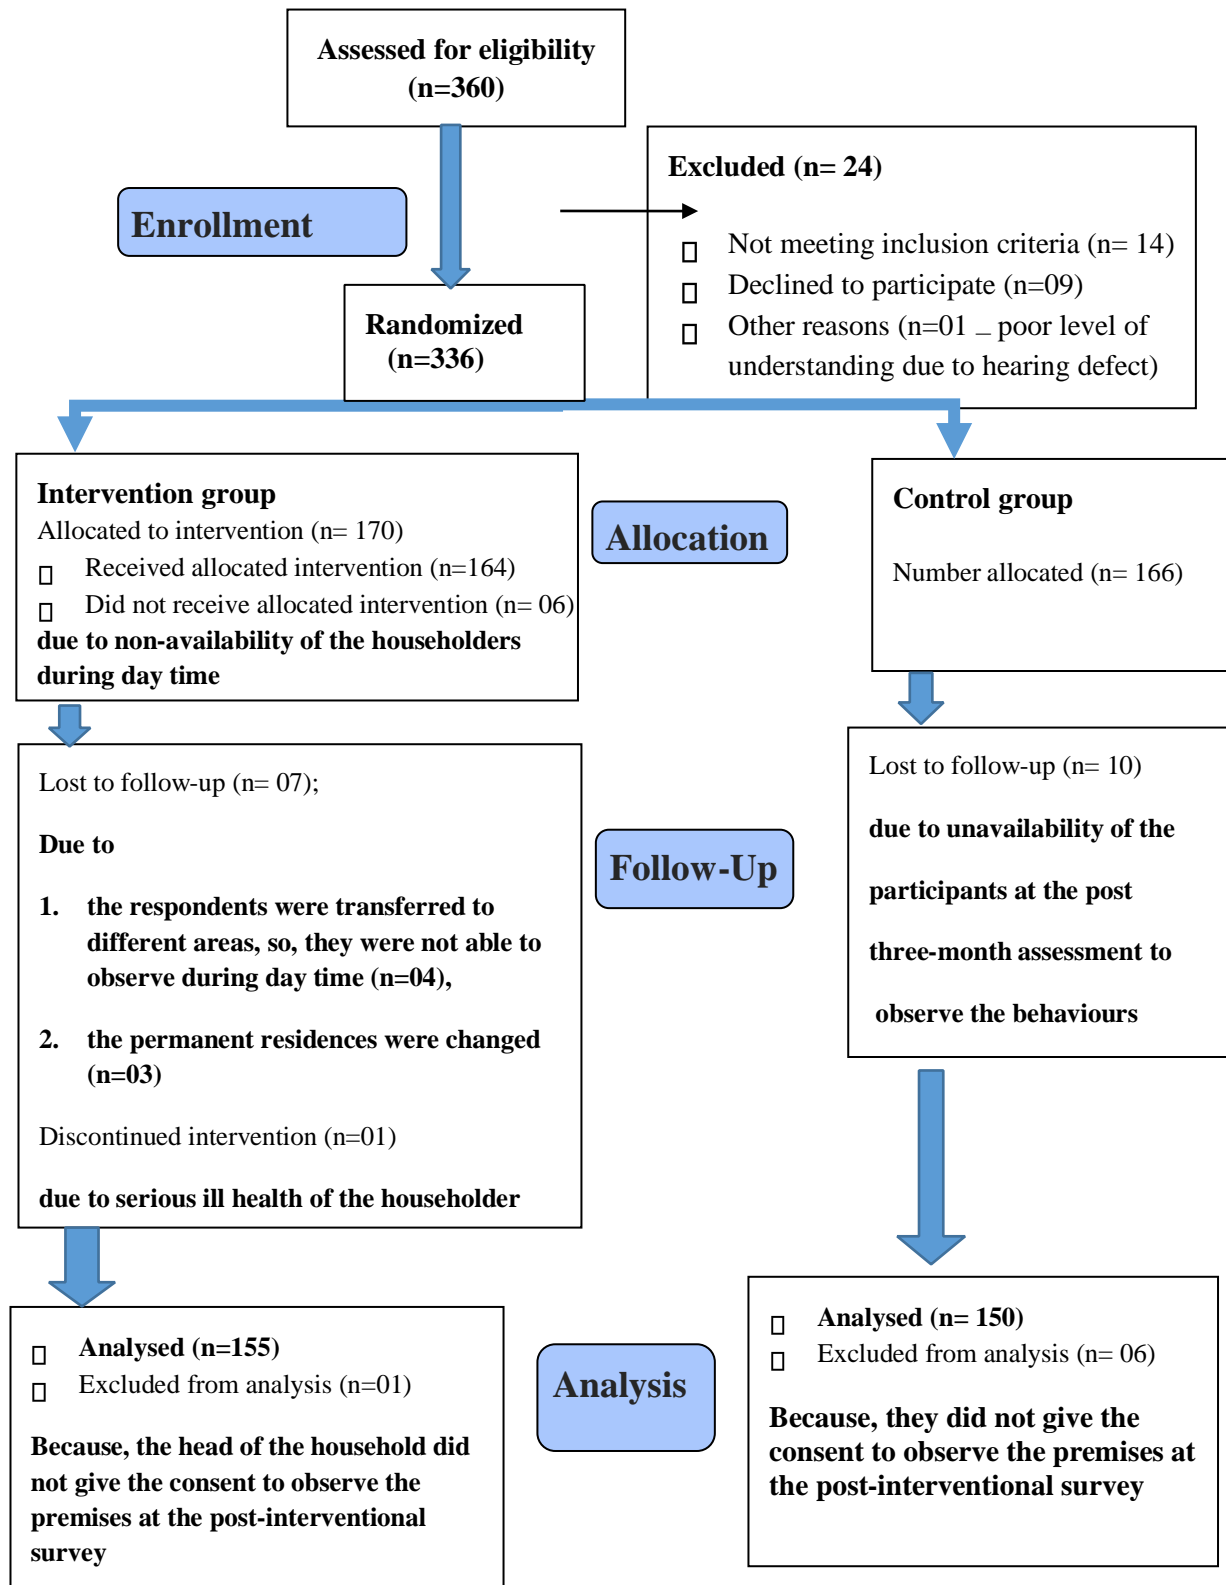 Assessed for eligibility
(n=360)
Excluded (n= 24)
Not meeting inclusion criteria (n= 14)
Declined to participate (n=09)
Other reasons (n=01 – poor level of
understanding due to hearing defect)
Enrollment
Randomized
(n=336)
Intervention group
Allocated to intervention (n= 170)
Received allocated intervention (n=164)
Did not receive allocated intervention (n= 06)
due to non-availability of the householders
during day time
Allocation
Control group
Number allocated (n= 166)
Lost to follow-up (n= 07);
Due to
1. the respondents were transferred to
different areas, so, they were not able to
observe during day time (n=04),
2. the permanent residences were changed
(n=03)
Discontinued intervention (n=01)
due to serious ill health of the householder
Follow-Up
Lost to follow-up (n= 10)
due to unavailability of the
participants at the post
three-month assessment to
observe the behaviours
Analysed (n=155)
Excluded from analysis (n=01)
Because, the head of the household did
not give the consent to observe the
premises at the post-interventional
survey
Analysis
Analysed (n= 150)
Excluded from analysis (n= 06)
Because, they did not give the
consent to observe the premises at
the post-interventional survey